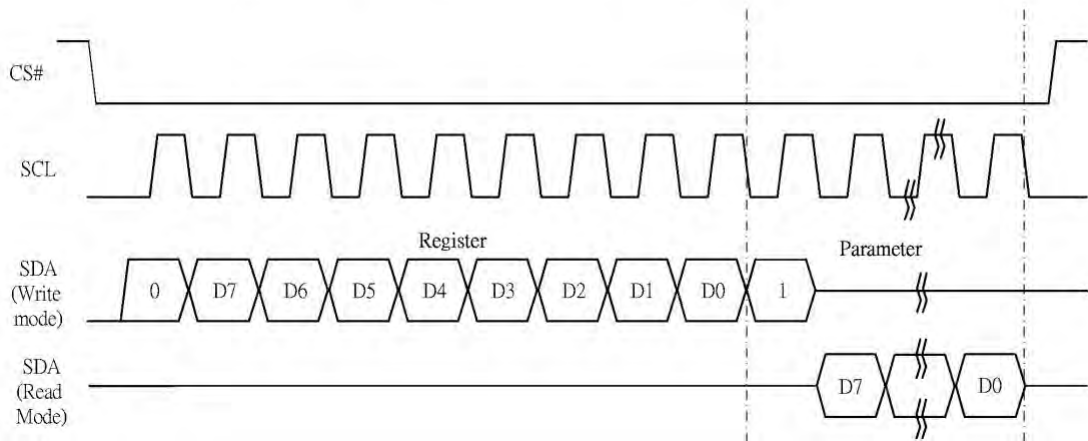 CS#
SCL
Register
Parameter
SDA
(Write
mode)
0 D7 D6 D5 D4 D3 D2 D1 D0 1
SDA
(Read
Mode)
D7 D0